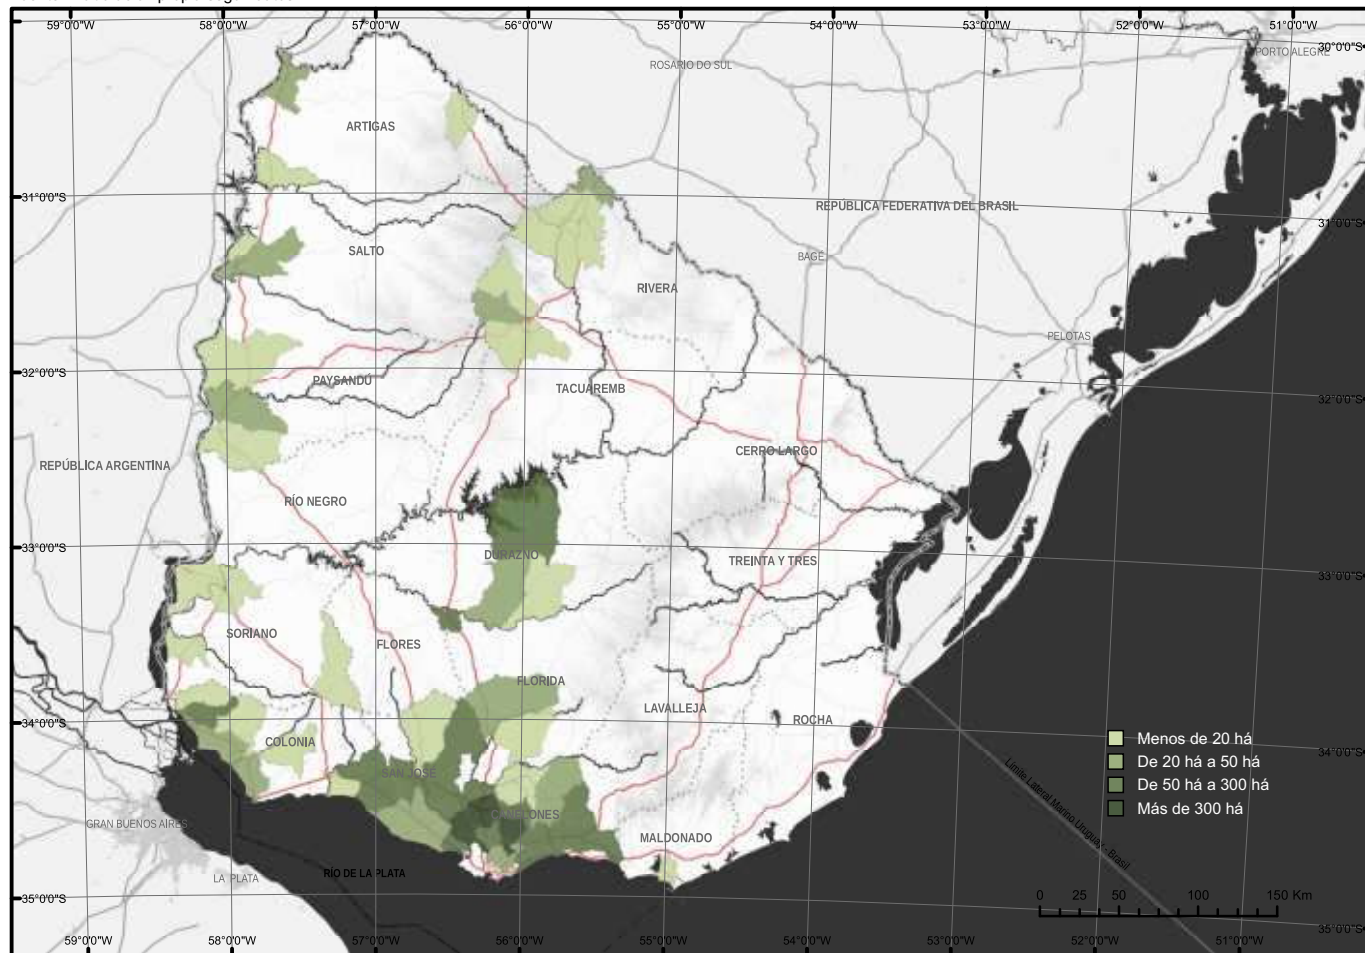 59°0'0"W
58°0'0"W
57°0'0"W
56°0'0"W
55°0'0"W
54°0'0"W
53°0'0"W
52°0'0"W
51°0'0"W
30°0'0"S
PORTO ALEGRE
ROSARIO DO SUL
ARTIGAS
31°0'0"S
REPÚBLICA FEDERATIVA DEL BRASIL
31°0'0"S
SALTO
BAGÉ
RIVERA
PELOTAS
32°0'0"S
PAYSANDÚ
TACUAREMB
32°0'0"S
CERRO LARGO
REPÚBLICA ARGENTINA
RÍO NEGRO
33°0'0"S
DURAZNO
TREINTA Y TRES
33°0'0"S
SORIANO
FLORES
FLORIDA
LAVALLEJA
ROCHA
34°0'0"S
COLONIA
34°0'0"S
Menos de 20 há
De 20 há a 50 há
De 50 há a 300 há
Más de 300 há
SAN JOSÉ
CANELONES
Límite Lateral Marino Uruguay - Brasil
GRAN BUENOS AIRES
MALDONADO
LA PLATA
RÍO DE LA PLATA
35°0'0"S
0 25 50 100 150 Km
35°0'0"S
59°0'0"W
58°0'0"W
57°0'0"W
56°0'0"W
55°0'0"W
54°0'0"W
53°0'0"W
52°0'0"W
51°0'0"W